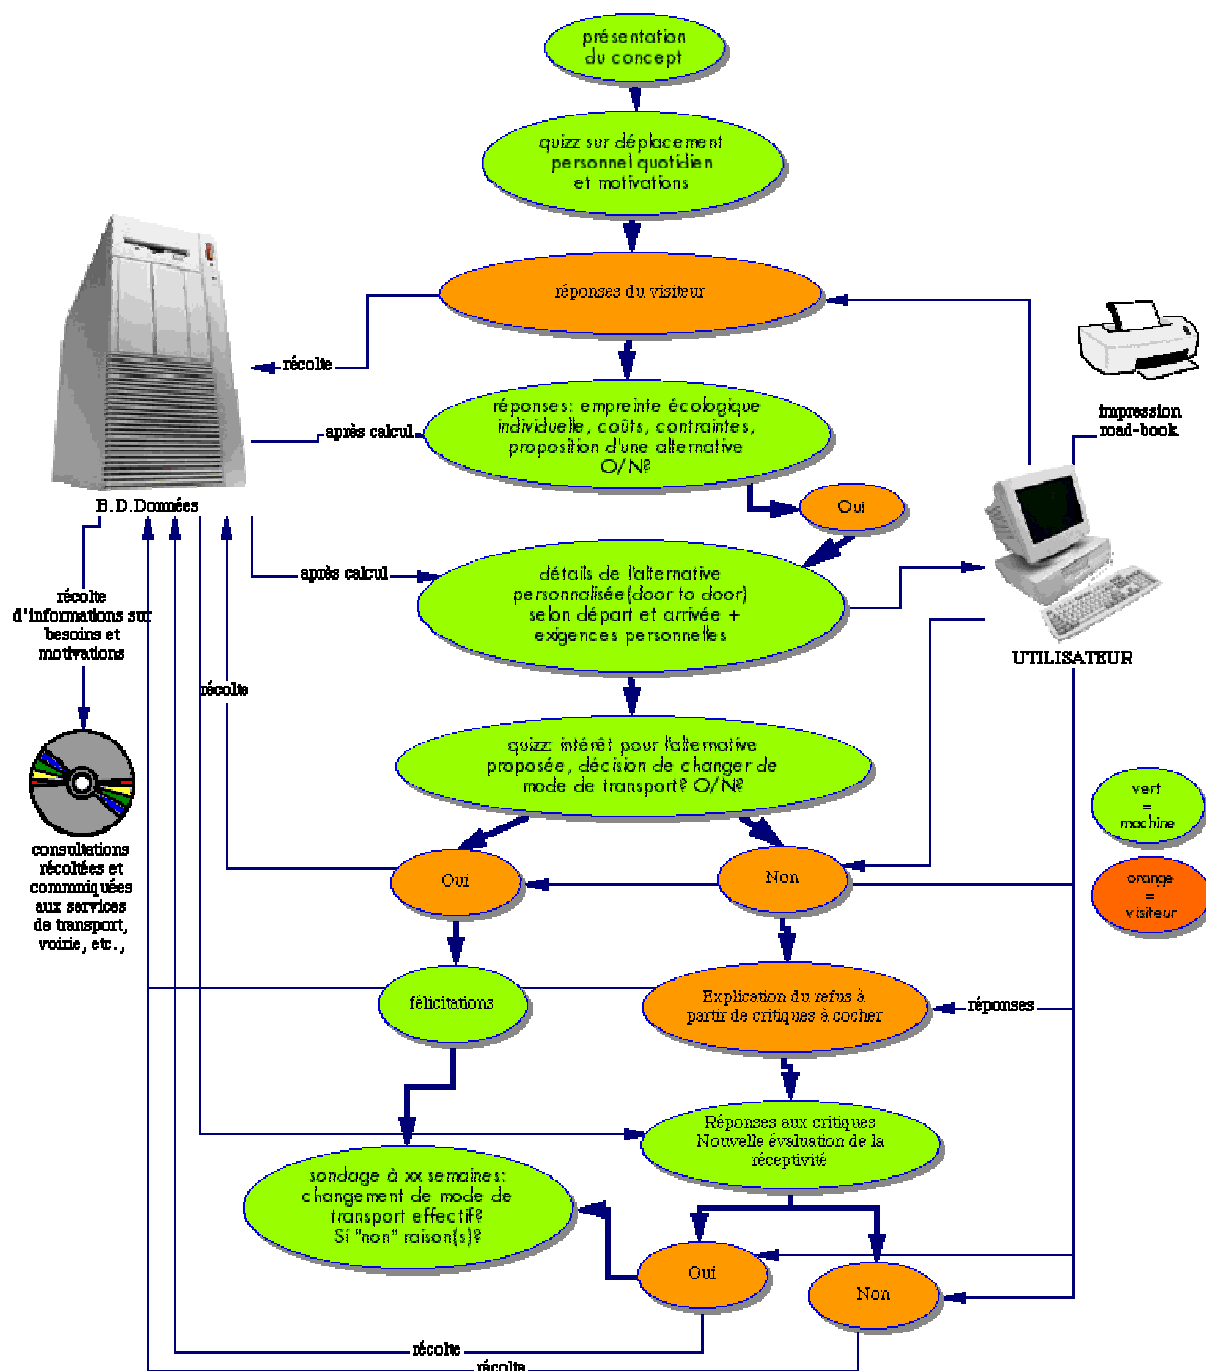 présentation
du concept
quizz sur déplacement
personnel quotidien
et motivations
réponses du visiteur
récolte
réponses: empreinte écologique
individuelle, coûts, contraintes,
proposition d'une alternative
O/N?
après calcul
impression
road-book
B.D.Données
Oui
après calcul
détails de l'alternative
personnalisée(door to door)
selon départ et arrivée +
exigences personnelles
UTILISATEUR
récolte
d'informations sur
besoins et
motivations
récolte
quizz: intérêt pour l'alternative
proposée, décision de changer de
mode de transport? O/N?
vert
=
machine
consultations
récoltées et
communiquées
aux services
de transport,
voirie, etc.,
Oui
Non
orange
=
visiteur
félicitations
Explication du refus à
partir de critiques à cocher
réponses
Réponses aux critiques
Nouvelle évaluation de la
réceptivité
sondage à xx semaines:
changement de mode de
transport effectif?
Si "non" raison(s)?
Oui
Non
récolte
récolte